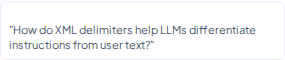 "How do XML delimiters help LLMs differentiate
instructions from user text?"